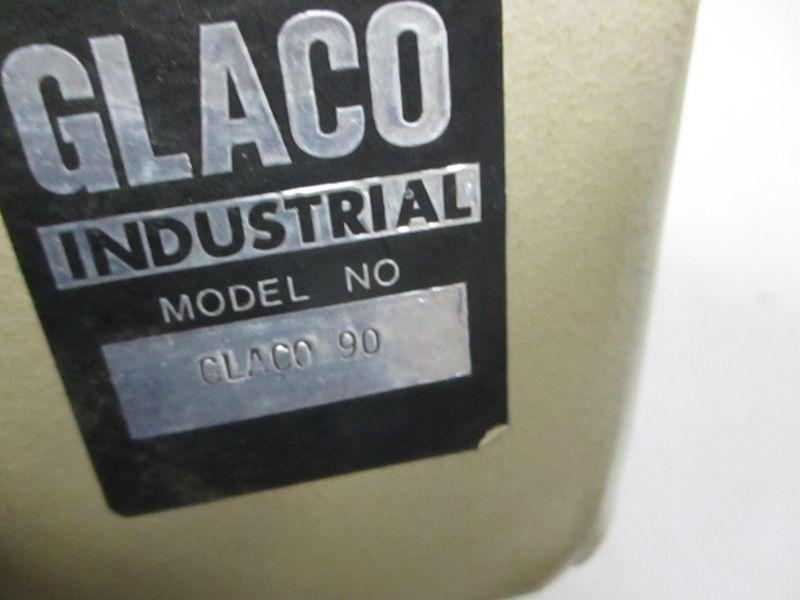 GLACO
INDUSTRIAL
MODEL NO
GLACO 90